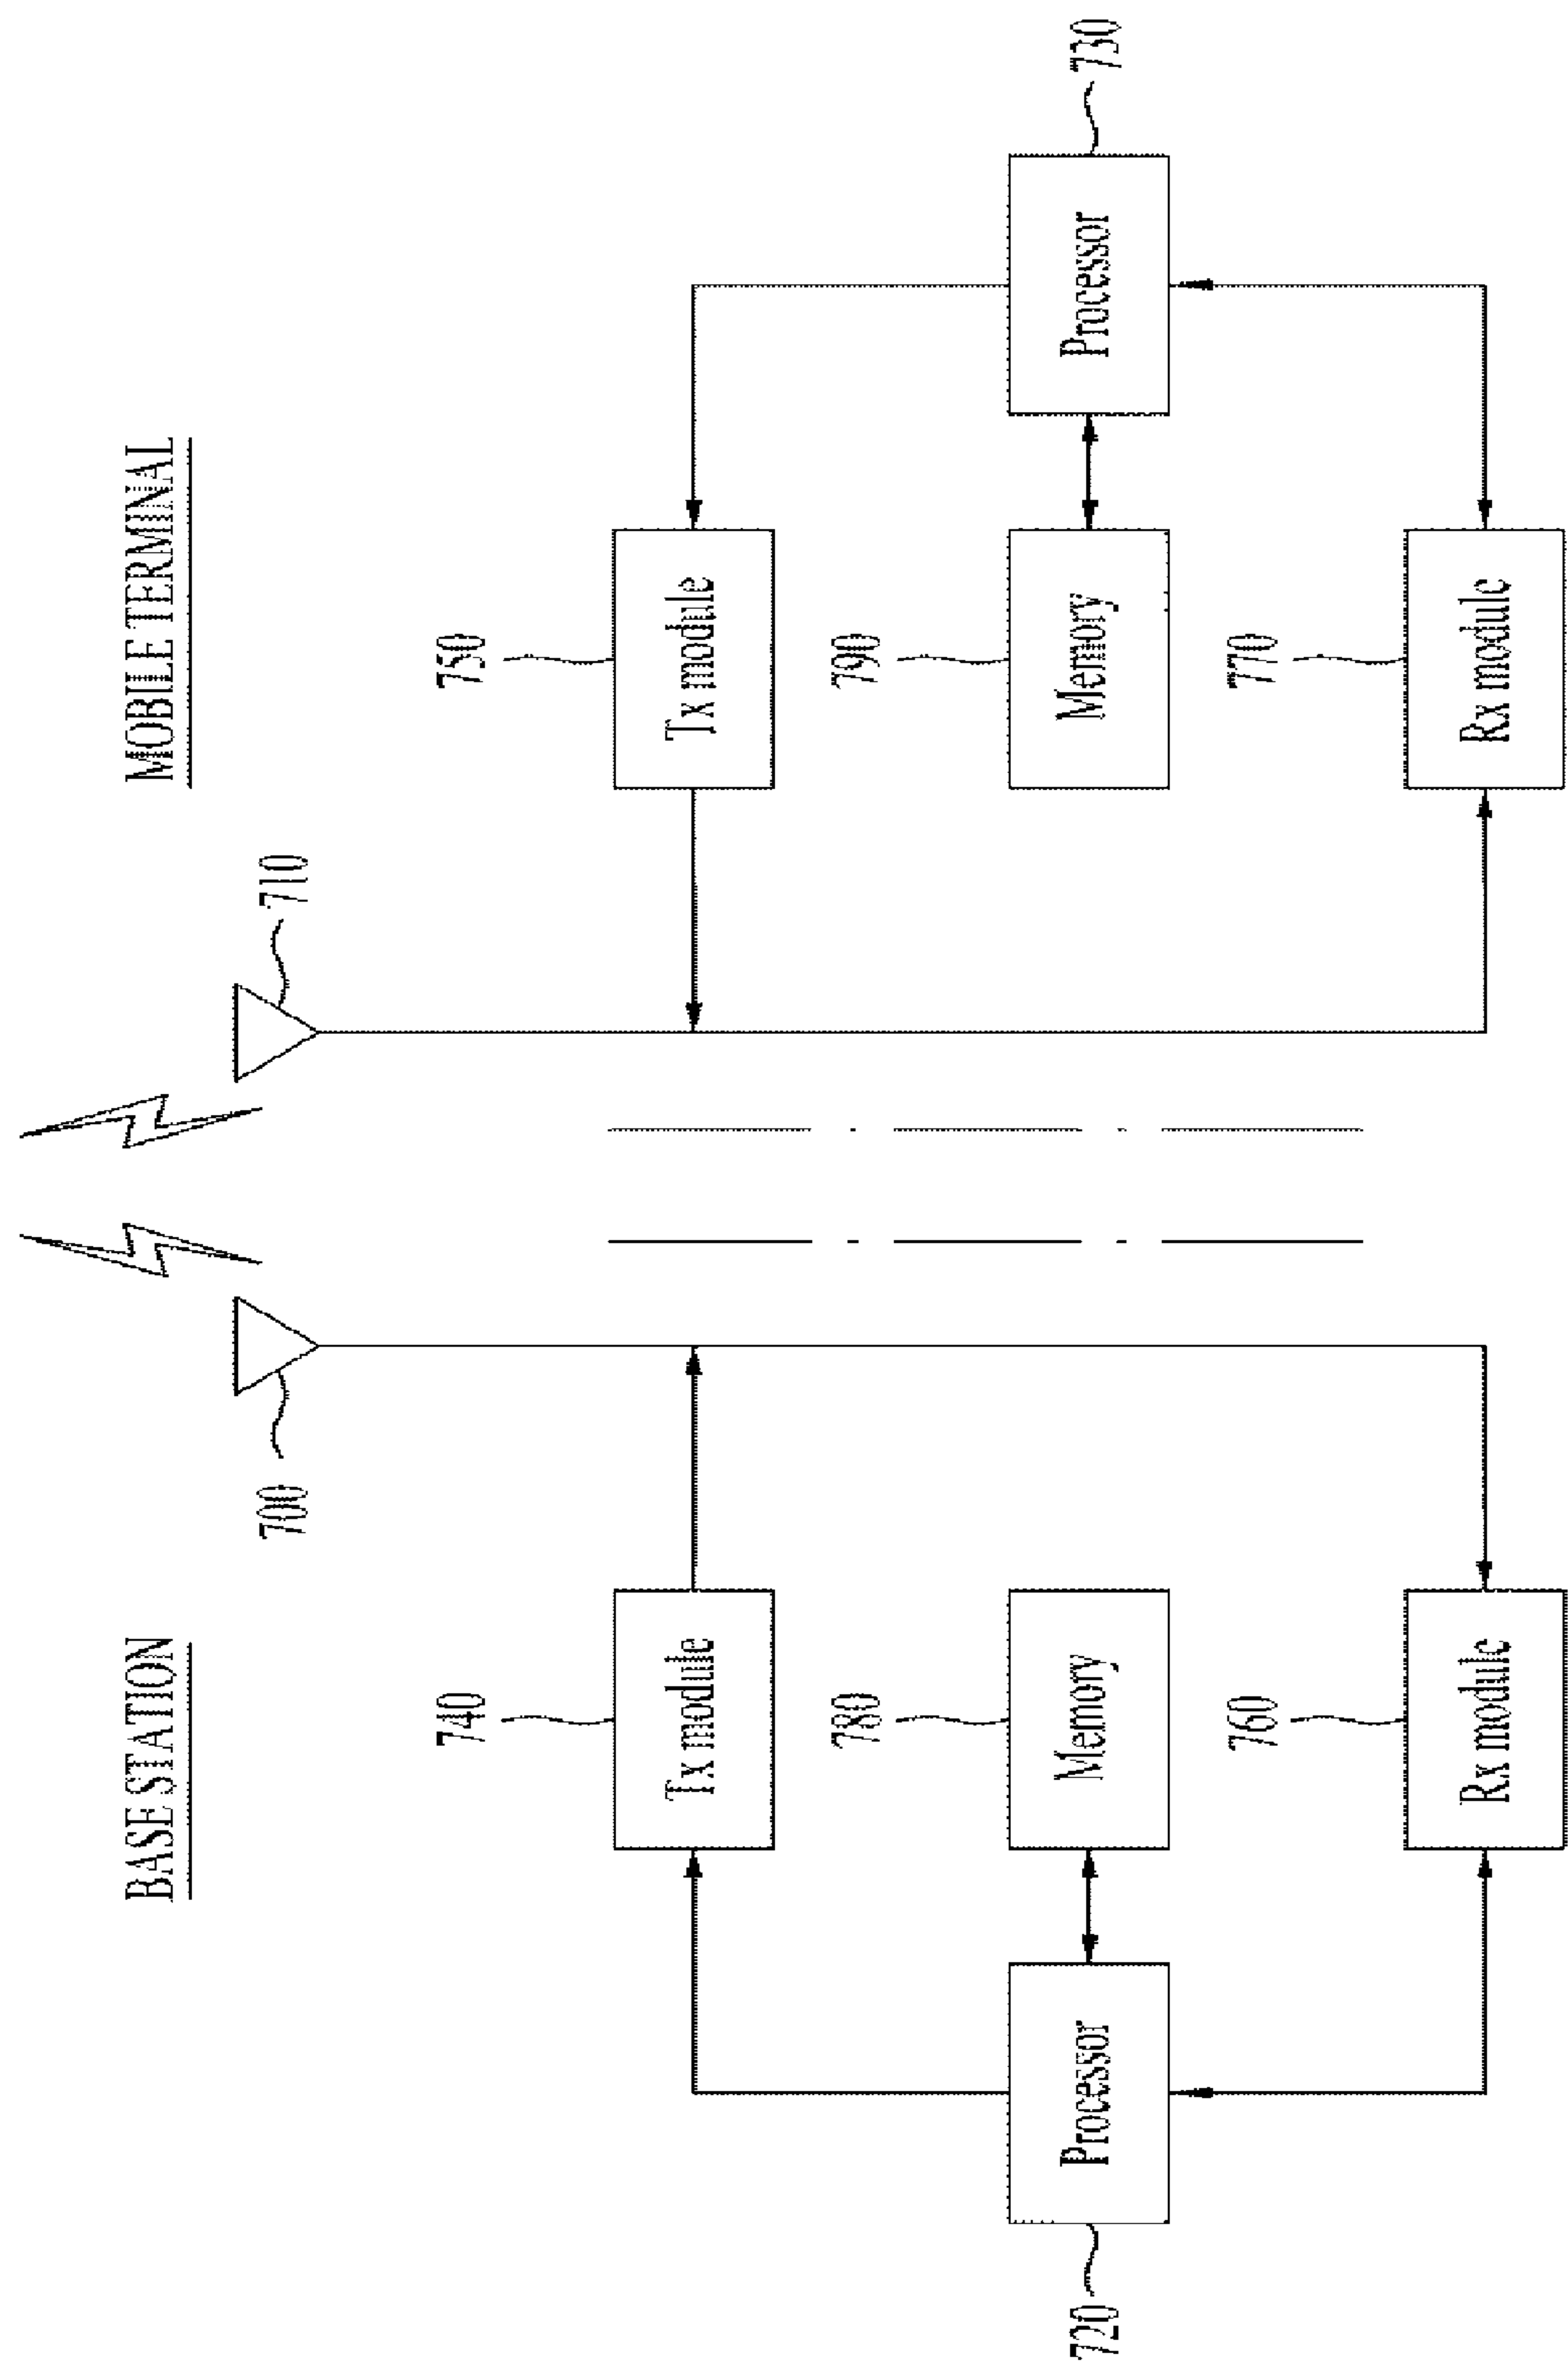 BASE STATION
MOBILE TERMINAL
700
710
740
Tx module
750
Tx module
720
Processor
780
Memory
790
Memory
Processor
730
760
Rx module
770
Rx module